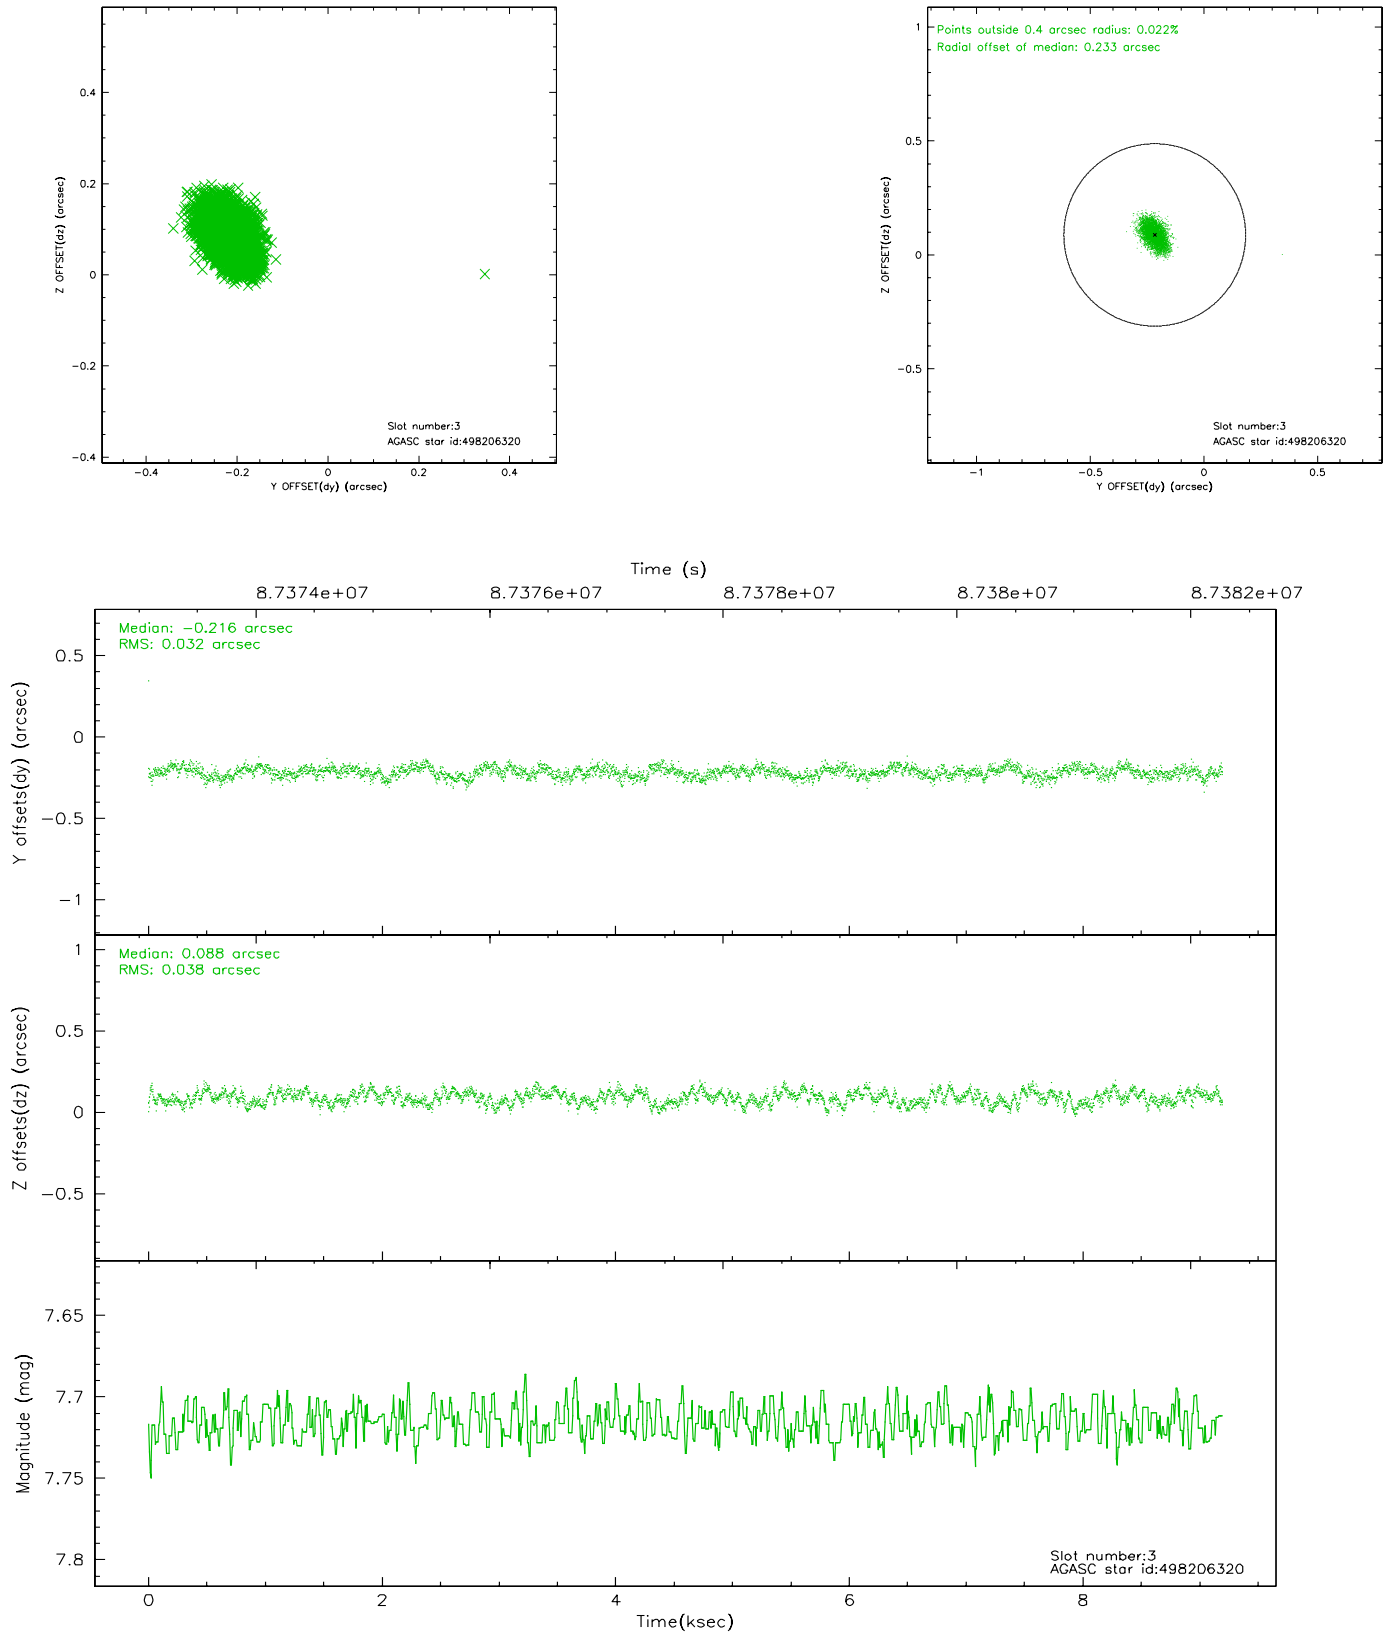 0.4
0.2
0
−0.2
−0.4
Z OFFSET(dz) (arcsec)
Slot number:3
AGASC star id:498206320
−0.4
−0.2
0
0.2
0.4
Y OFFSET(dy) (arcsec)
Points outside 0.4 arcsec radius: 0.022%
Radial offset of median: 0.233 arcsec
1
0.5
0
−0.5
Z OFFSET(dz) (arcsec)
Slot number:3
AGASC star id:498206320
−1
−0.5
0
0.5
Y OFFSET(dy) (arcsec)
Time (s)
8.7374e+07
8.7376e+07
8.7378e+07
8.738e+07
8.7382e+07
Median: −0.216 arcsec
RMS: 0.032 arcsec
0.5
0
−0.5
−1
Y offsets(dy) (arcsec)
Median: 0.088 arcsec
RMS: 0.038 arcsec
1
0.5
0
−0.5
Z offsets(dz) (arcsec)
7.65
7.7
7.75
7.8
Magnitude (mag)
Slot number:3
AGASC star id:498206320
0
2
4
6
8
Time(ksec)